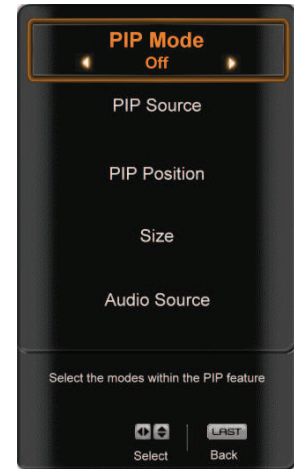 PIP Mode
Off
PIP Source
PIP Position
Size
Audio Source
Select the modes within the PIP feature
LAST
Select Back